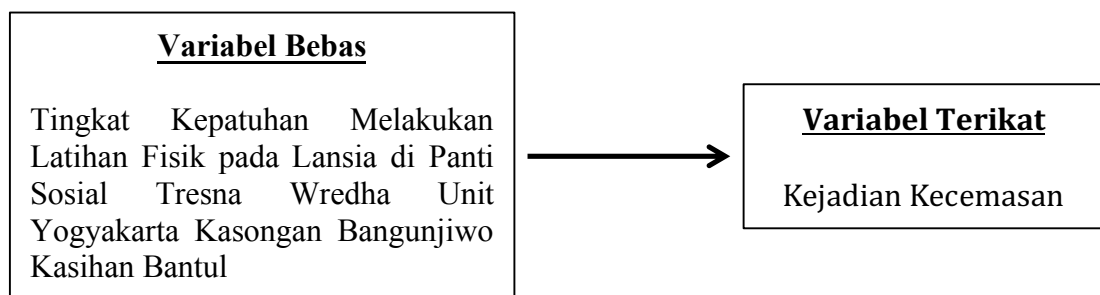 Variabel Bebas
Tingkat Kepatuhan Melakukan
Latihan Fisik pada Lansia di Panti
Sosial Tresna Wredha Unit
Yogyakarta Kasongan Bangunjiwo
Kasihan Bantul
Variabel Terikat
Kejadian Kecemasan